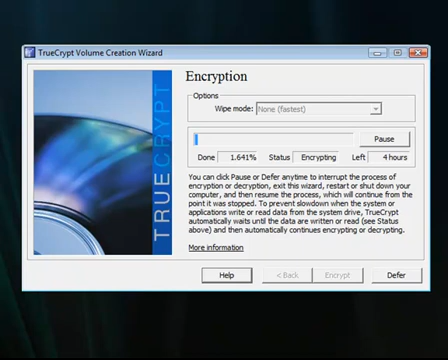 TrueCrypt Volume Creation Wizard
TRUECRYPT
Encryption
Options
Wipe mode: None (fastest)
Pause
Done 1.641% Status Encrypting Left 4 hours
You can click Pause or Defer anytime to interrupt the process of
encryption or decryption, exit this wizard, restart or shut down your
computer, and then resume the process, which will continue from the
point it was stopped. To prevent slowdown when the system or
applications write or read data from the system drive, TrueCrypt
automatically waits until the data are written or read (see Status
above) and then automatically continues encrypting or decrypting.
More information
Help < Back Encrypt Defer